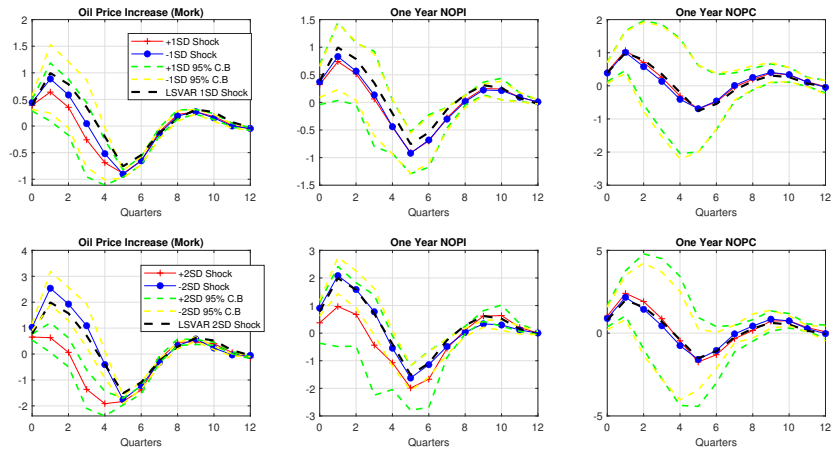 Oil Price Increase (Mork)
2
1.5
1
0.5
0
-0.5
-1
0 2 4 6 8 10 12
Quarters
+1SD Shock
-1SD Shock
+1SD 95% C.B
-1SD 95% C.B
LSVAR 1SD Shock
One Year NOPI
1.5
1
0.5
0
-0.5
-1
-1.5
0 2 4 6 8 10 12
Quarters
One Year NOPC
2
1
0
-1
-2
-3
0 2 4 6 8 10 12
Quarters
Oil Price Increase (Mork)
4
3
2
1
0
-1
-2
0 2 4 6 8 10 12
Quarters
+2SD Shock
-2SD Shock
+2SD 95% C.B
-2SD 95% C.B
LSVAR 2SD Shock
One Year NOPI
3
2
1
0
-1
-2
-3
0 2 4 6 8 10 12
Quarters
One Year NOPC
5
0
-5
0 2 4 6 8 10 12
Quarters